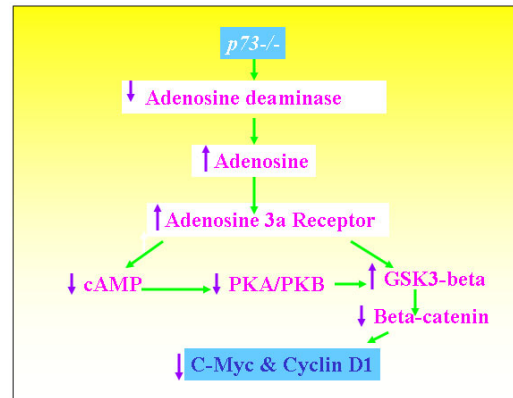 p73-/-
Adenosine deaminase
Adenosine
Adenosine 3a Receptor
cAMP PKA/PKB GSK3-beta
Beta-catenin
C-Myc & Cyclin D1